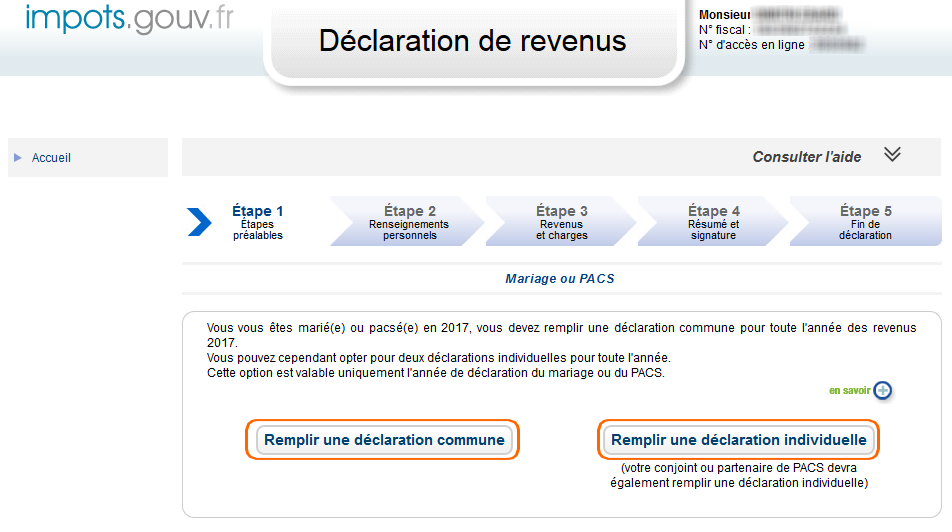 impots.gouv.fr
Déclaration de revenus
Monsieur
N° fiscal :
N° d'accès en ligne
Accueil
Consulter l'aide
Étape 1
Étapes
préalables
Étape 2
Renseignements
personnels
Étape 3
Revenus
et charges
Étape 4
Résumé et
signature
Étape 5
Fin de
déclaration
Mariage ou PACS
Vous vous êtes marié(e) ou pacsé(e) en 2017, vous devez remplir une déclaration commune pour toute l'année des revenus
2017.
Vous pouvez cependant opter pour deux déclarations individuelles pour toute l'année.
Cette option est valable uniquement l'année de déclaration du mariage ou du PACS.
en savoir +
Remplir une déclaration commune
Remplir une déclaration individuelle
(votre conjoint ou partenaire de PACS devra
également remplir une déclaration individuelle)